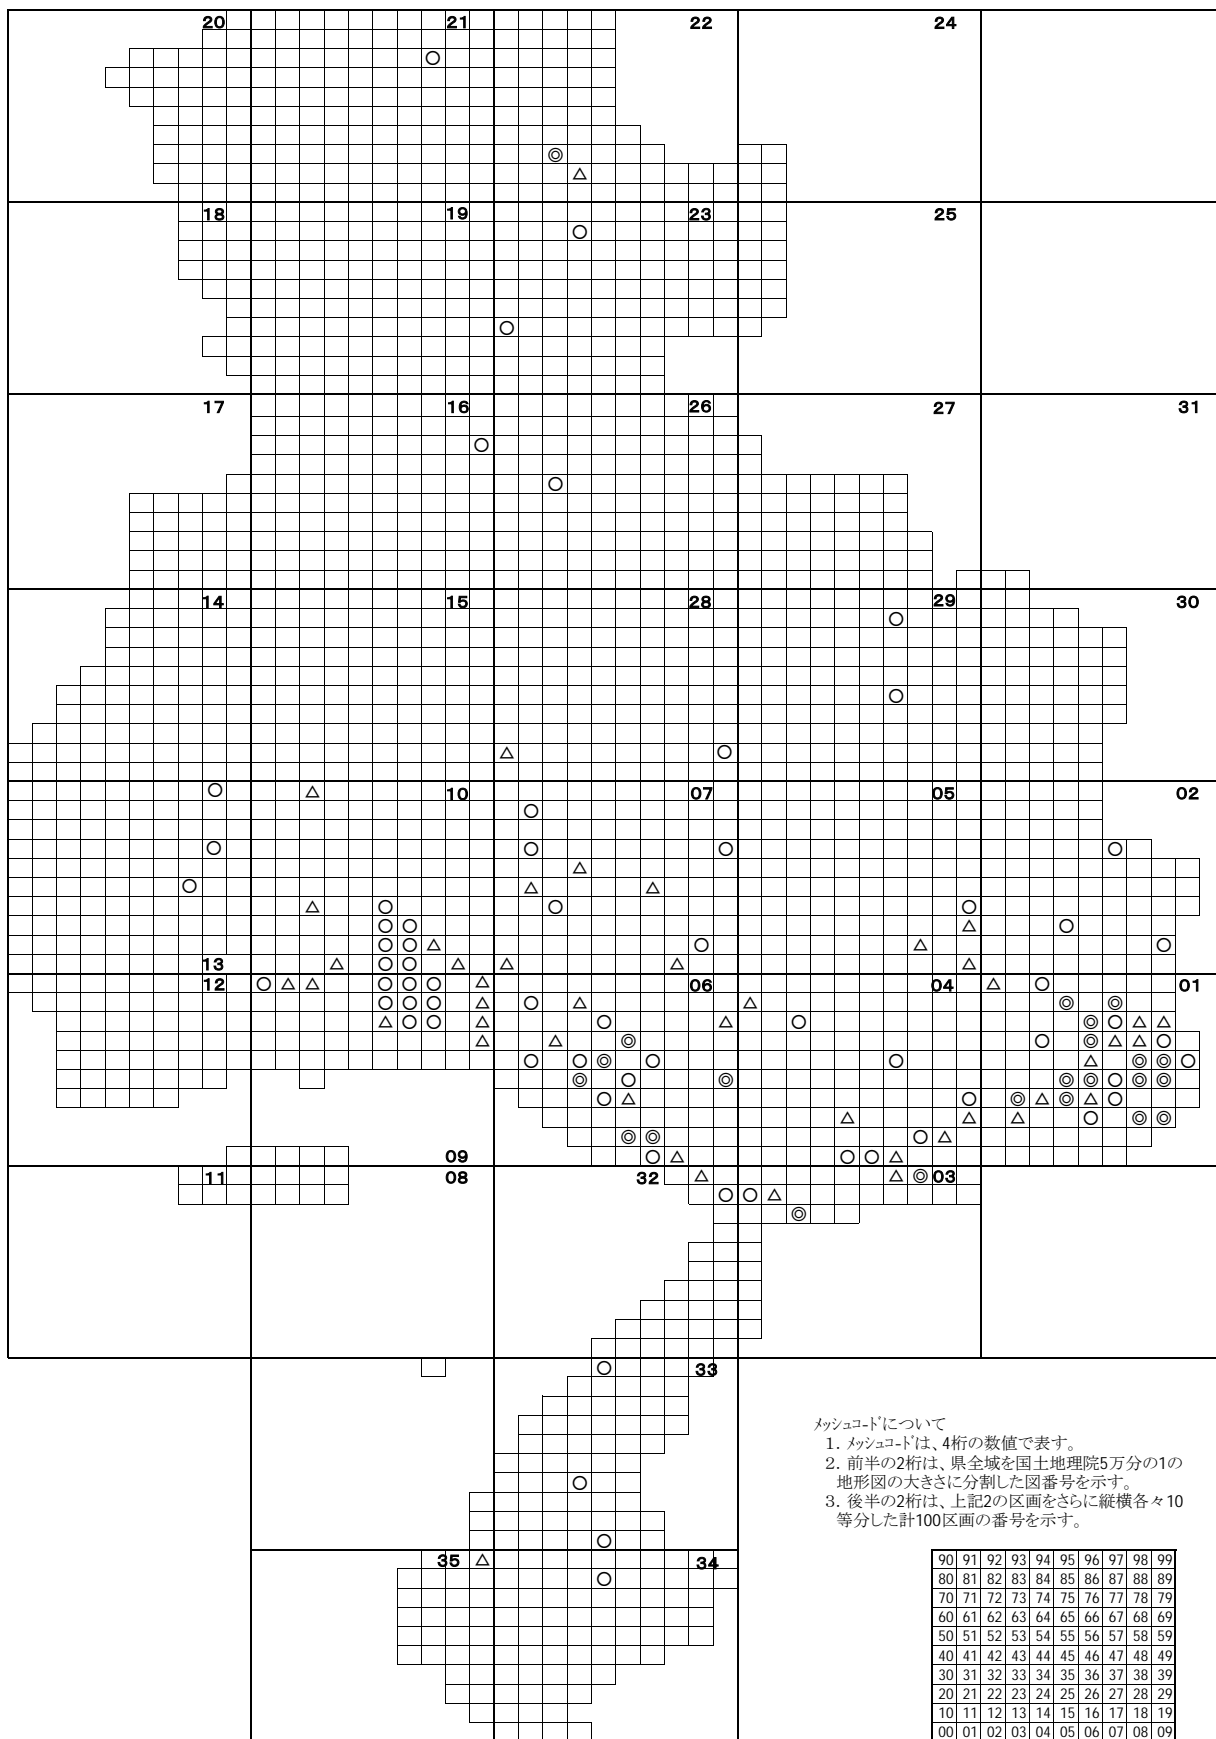 20 21 22 24
18 19 23 25
17 16 26 27 31
14 15 28 29 30
10 07 05 02
13
12 06 04 01
09
11 08 32 03
33
メッシュコードについて
1. メッシュコードは、4桁の数値で表す。
2. 前半の2桁は、県全域を国土地理院5万分の1の
地形図の大きさに分割した図番号を示す。
3. 後半の2桁は、上記2の区画をさらに縦横各々10
等分した計100区画の番号を示す。
35 34
90 91 92 93 94 95 96 97 98 99
80 81 82 83 84 85 86 87 88 89
70 71 72 73 74 75 76 77 78 79
60 61 62 63 64 65 66 67 68 69
50 51 52 53 54 55 56 57 58 59
40 41 42 43 44 45 46 47 48 49
30 31 32 33 34 35 36 37 38 39
20 21 22 23 24 25 26 27 28 29
10 11 12 13 14 15 16 17 18 19
00 01 02 03 04 05 06 07 08 09